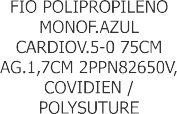 FIO POLIPROPILENO
MONOF.AZUL
CARDIOV.5-0 75CM
AG.1,7CM 2PPN82650V,
COVIDIEN /
POLYSUTURE